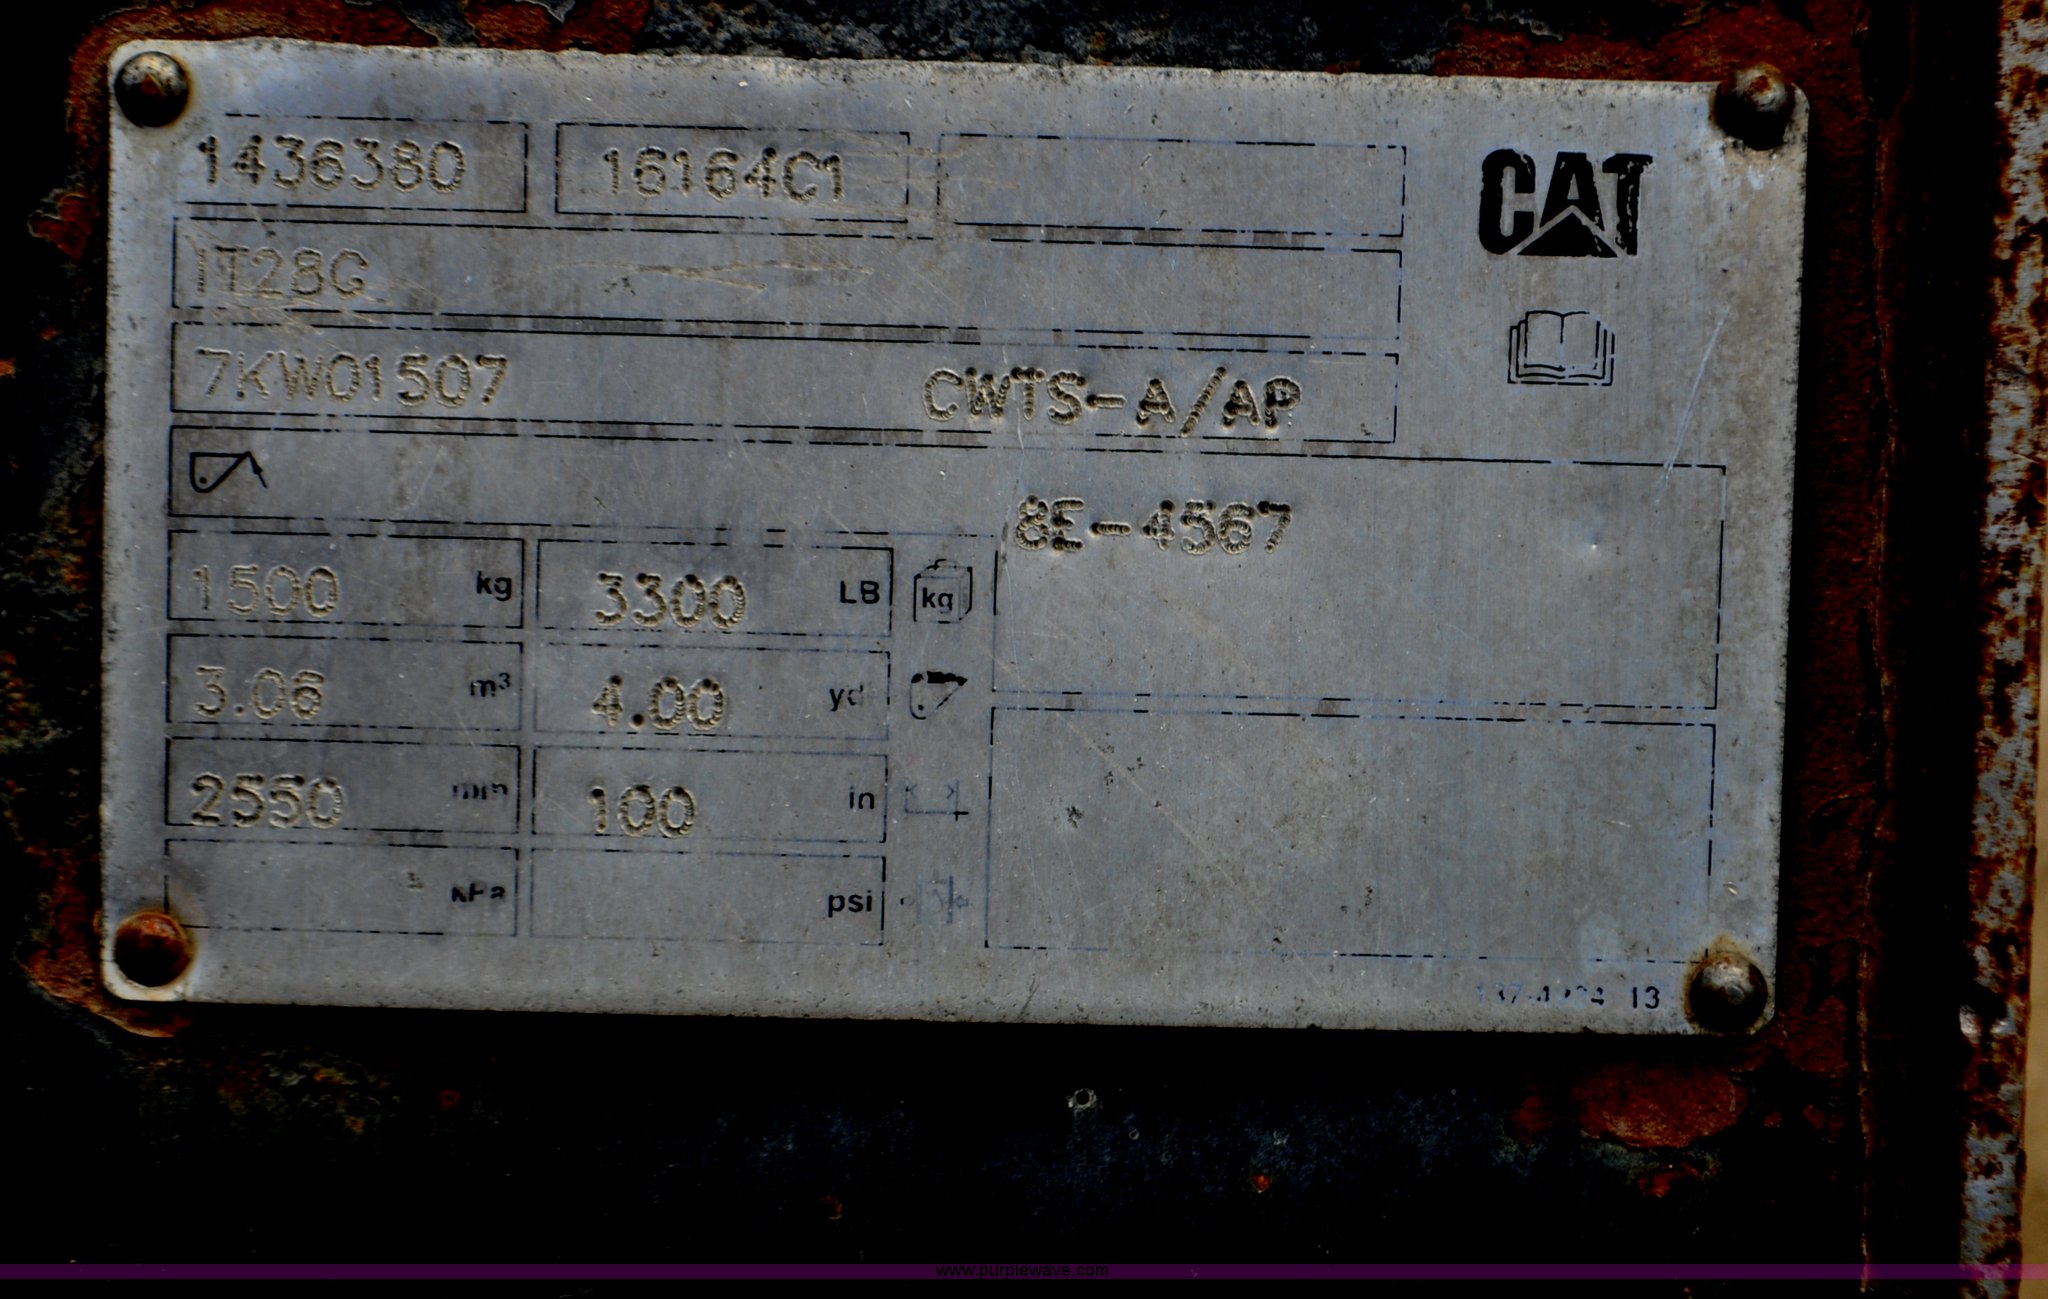 1436380 16164C1
CAT
IT28G
7KW01507 CWTS-A/AP
8E-4567
1500 kg 3300 LB kg
3.06 m³ 4.00 yd
2550 mm 100 in
kPa psi
13
www.purplewave.com